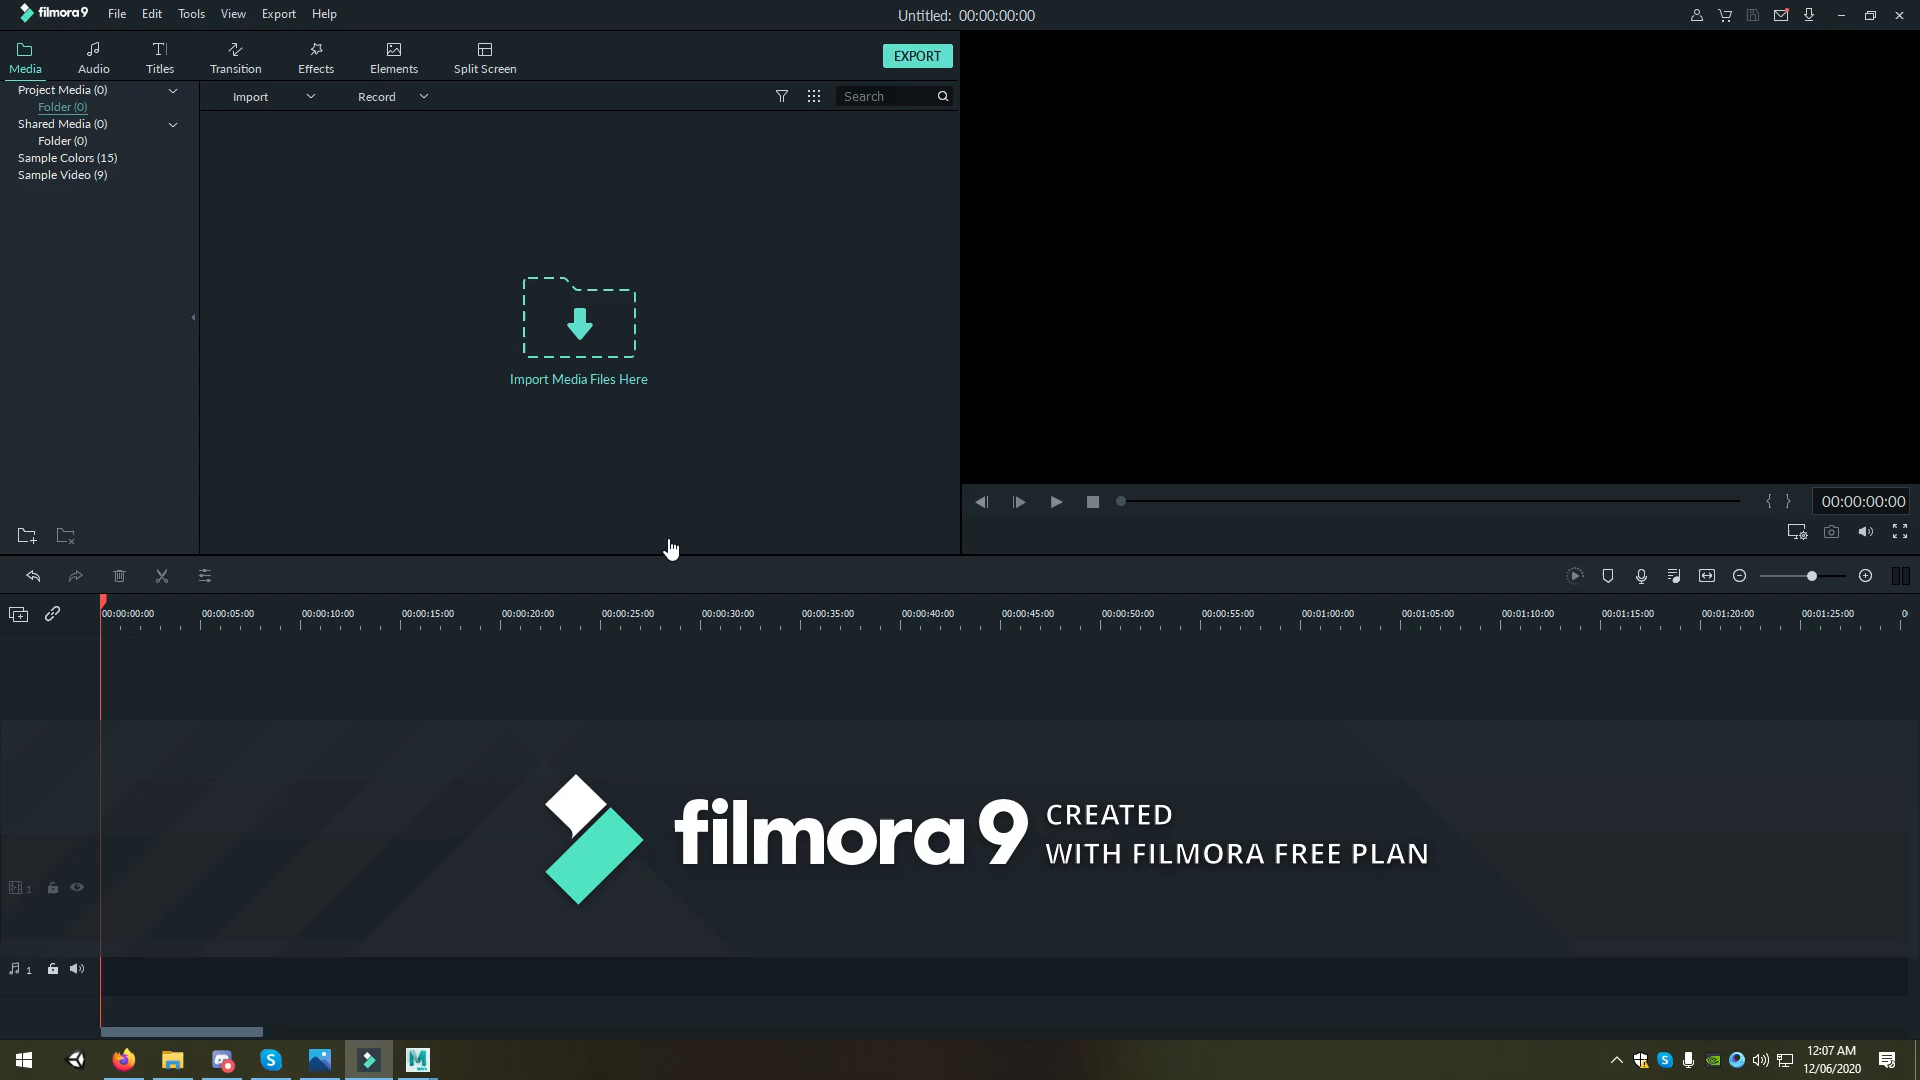 filmora9 File Edit Tools View Export Help Untitled: 00:00:00:00
Media Audio Titles Transition Effects Elements Split Screen EXPORT
Project Media (0)
Folder (0)
Shared Media (0)
Folder (0)
Sample Colors (15)
Sample Video (9)
Import Record Search
Import Media Files Here
00:00:00:00
00:00:00:00 00:00:05:00 00:00:10:00 00:00:15:00 00:00:20:00 00:00:25:00 00:00:30:00 00:00:35:00 00:00:40:00 00:00:45:00 00:00:50:00 00:00:55:00 00:01:00:00 00:01:05:00 00:01:10:00 00:01:15:00 00:01:20:00 00:01:25:00
filmora9 CREATED
WITH FILMORA FREE PLAN
1
1
12:07 AM
12/06/2020